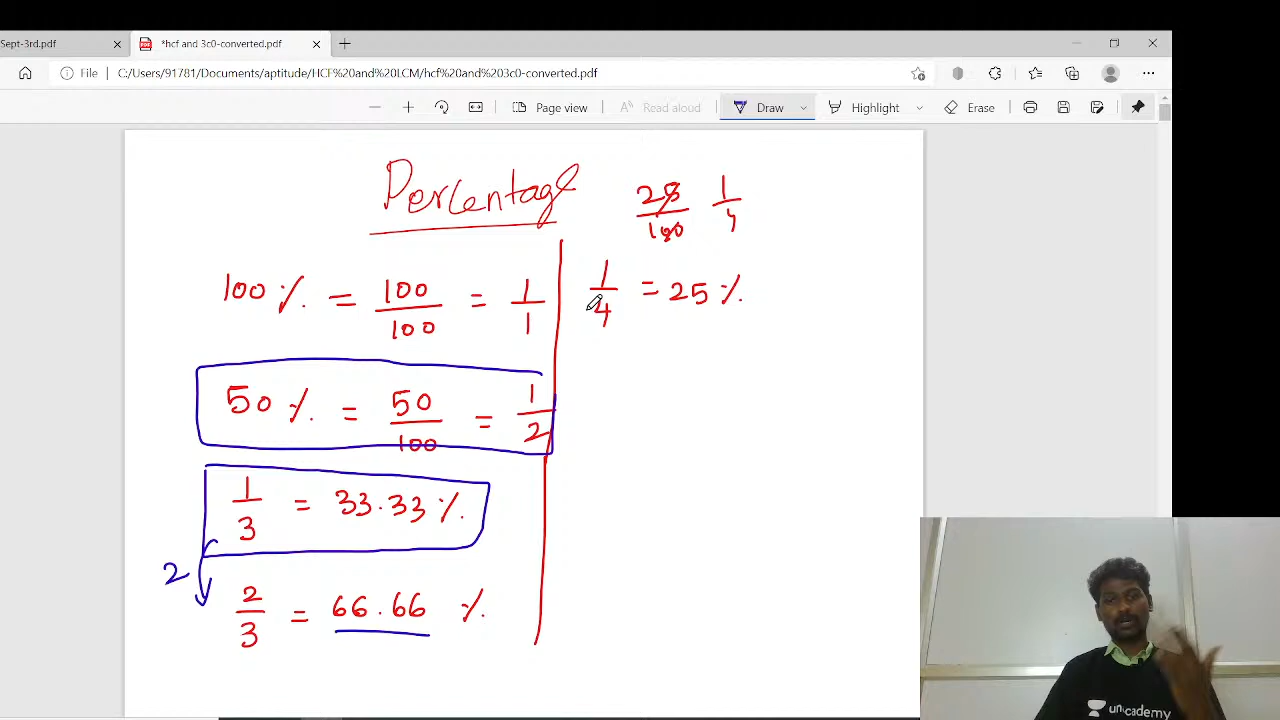 Sept-3rd.pdf
*hcf and 3c0-converted.pdf
File
C:/Users/91781/Documents/aptitude/HCF%20and%20LCM/hcf%20and%203c0-converted.pdf
Page view
Read aloud
Draw
Highlight
Erase
Percentage
25/100 1/4
100% = 100/100 = 1/1
1/4 = 25%
50% = 50/100 = 1/2
1/3 = 33.33%
2
2/3 = 66.66 %
unacademy